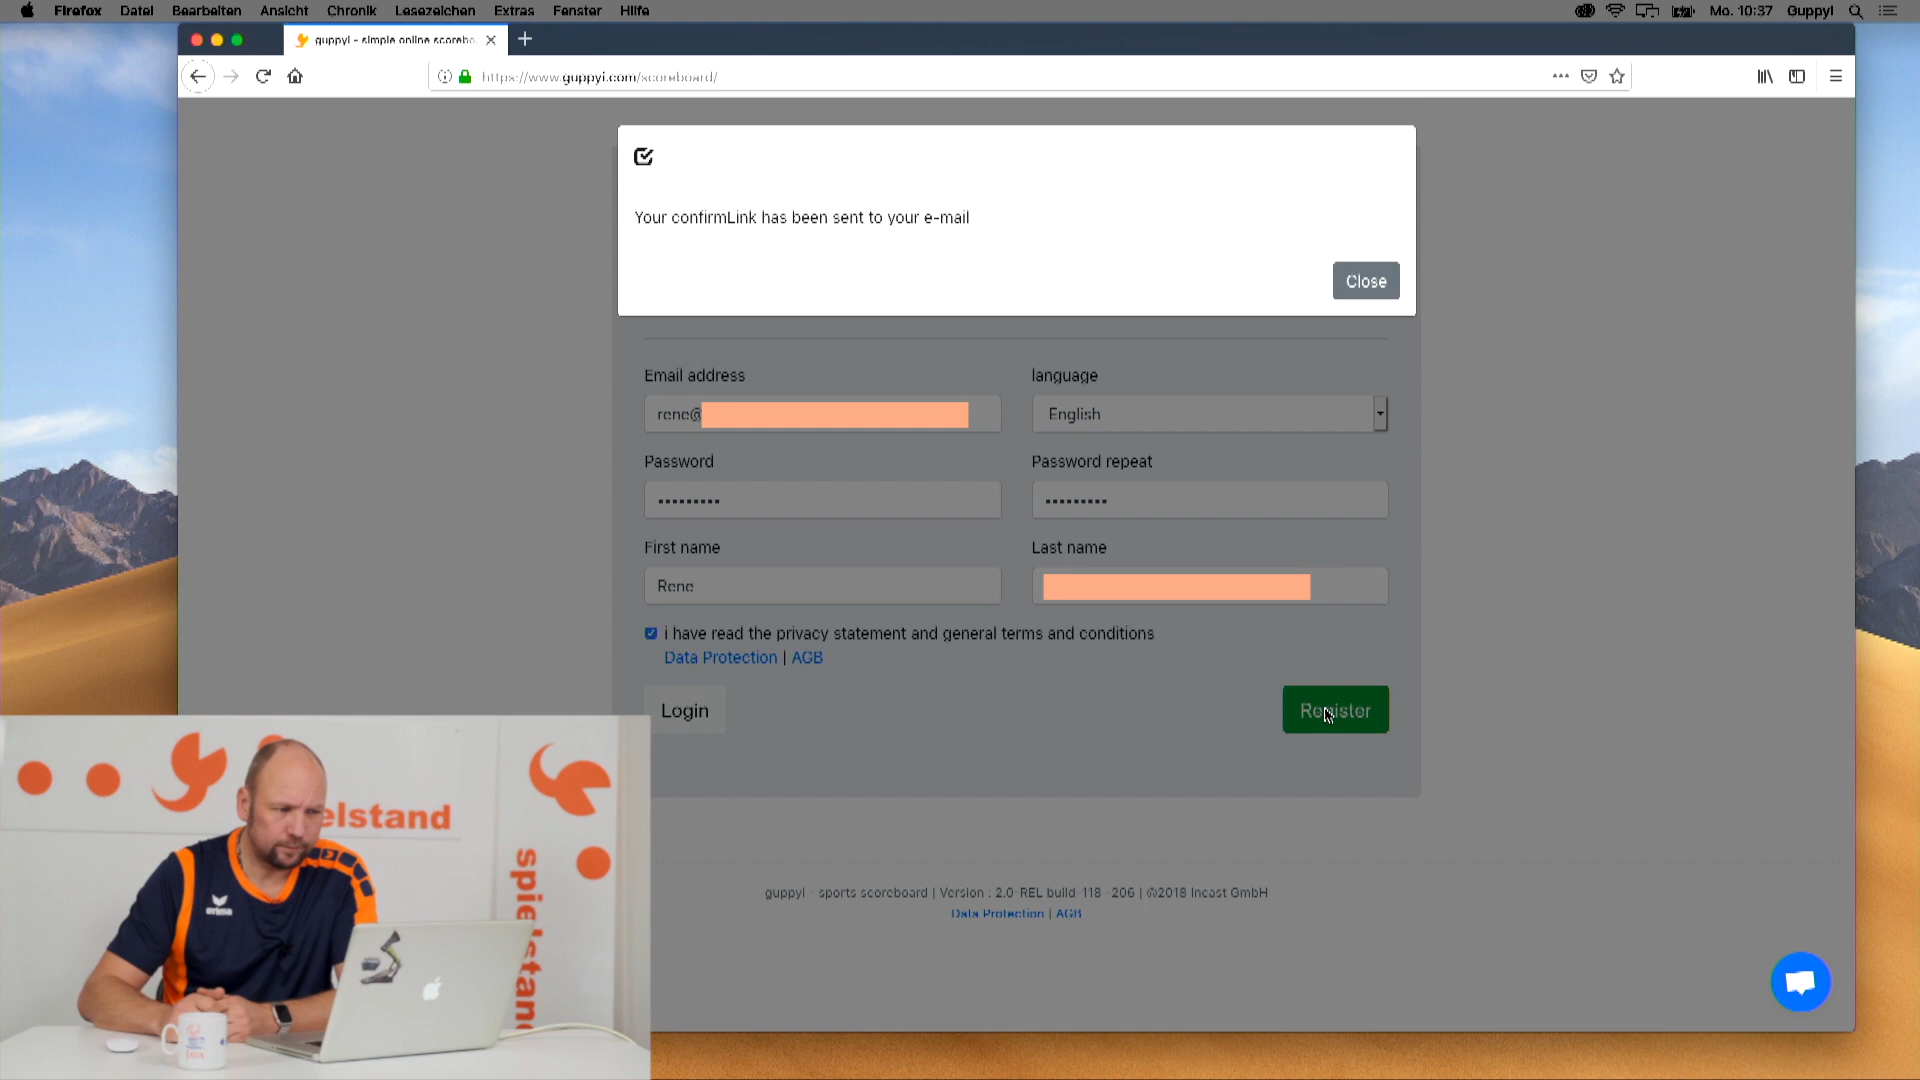 Firefox Datei Bearbeiten Ansicht Chronik Lesezeichen Extras Fenster Hilfe Mo. 10:37 Guppyi
guppyi - simple online scorebo
https://www.guppyi.com/scoreboard/
Your confirmLink has been sent to your e-mail
Close
Email address language
rene@ English
Password Password repeat
First name Last name
Rene
i have read the privacy statement and general terms and conditions
Data Protection | AGB
Login Register
elstand
spielstand
erima
JAVA
guppyi - sports scoreboard | Version : 2.0-REL build-118 -206 | ©2018 Incast GmbH
Data Protection | AGB